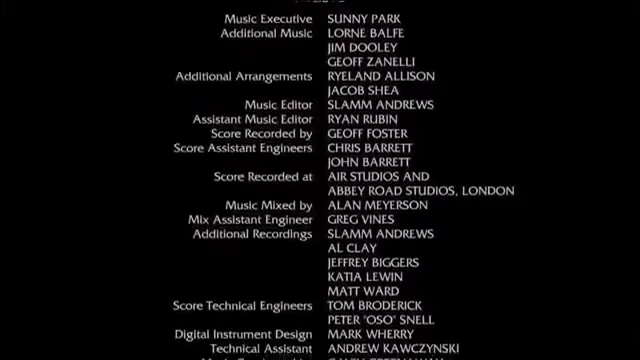 Music Executive SUNNY PARK
Additional Music LORNE BALFE
JIM DOOLEY
GEOFF ZANELLI
Additional Arrangements RYELAND ALLISON
JACOB SHEA
Music Editor SLAMM ANDREWS
Assistant Music Editor RYAN RUBIN
Score Recorded by GEOFF FOSTER
Score Assistant Engineers CHRIS BARRETT
JOHN BARRETT
Score Recorded at AIR STUDIOS AND
ABBEY ROAD STUDIOS, LONDON
Music Mixed by ALAN MEYERSON
Mix Assistant Engineer GREG VINES
Additional Recordings SLAMM ANDREWS
AL CLAY
JEFFREY BIGGERS
KATIA LEWIN
MATT WARD
Score Technical Engineers TOM BRODERICK
PETER "OSO" SNELL
Digital Instrument Design MARK WHERRY
Technical Assistant ANDREW KAWCZYNSKI